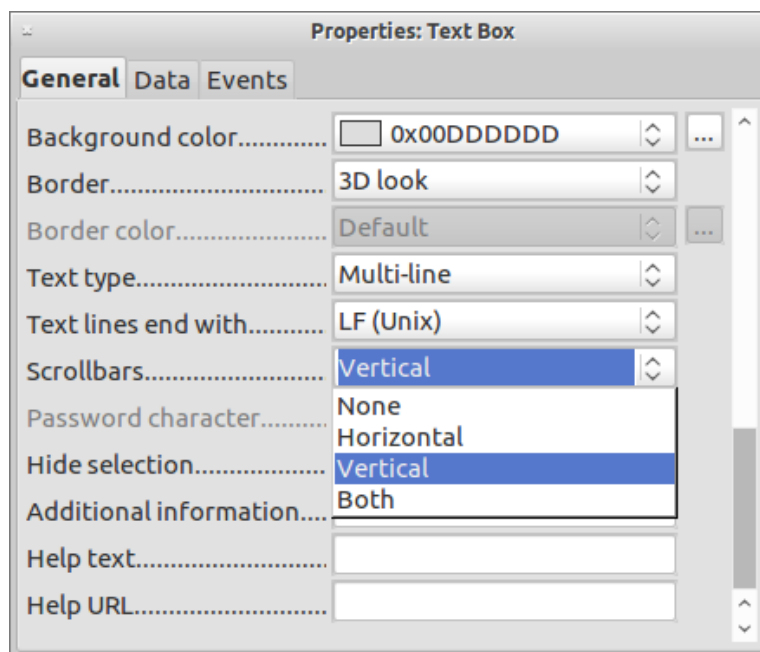 Properties: Text Box
General Data Events
Background color............. 0x00DDDDDD ...
Border............................. 3D look
Border color..................... Default ...
Text type......................... Multi-line
Text lines end with.......... LF (Unix)
Scrollbars........................ Vertical
None
Password character.......
Horizontal
Hide selection................. Vertical
Both
Additional information....
Help text.........................
Help URL.........................